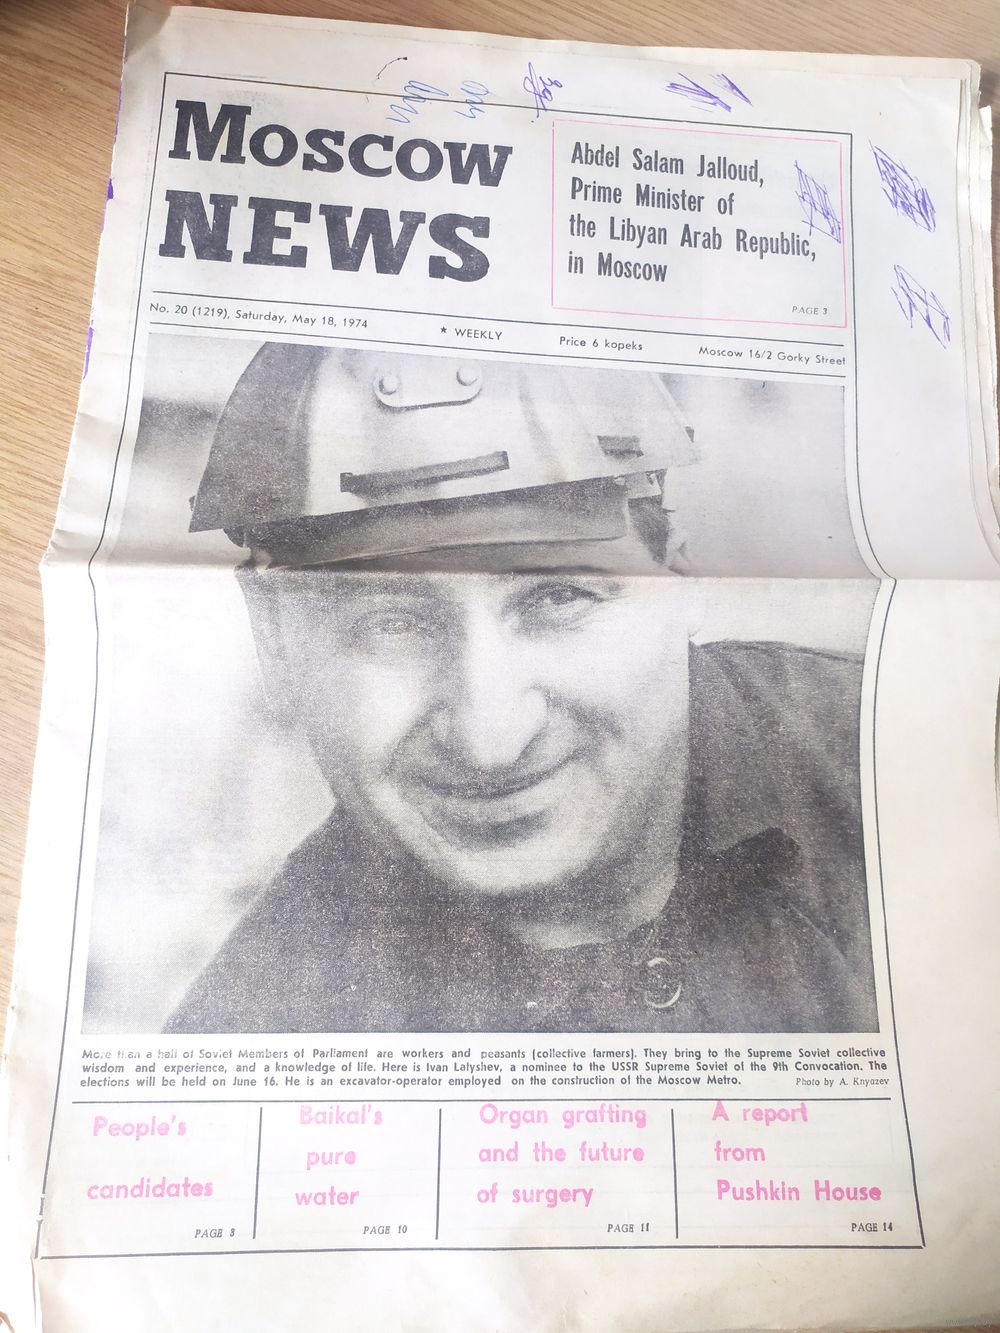 MOSCOW
NEWS
Abdel Salam Jalloud,
Prime Minister of
the Libyan Arab Republic,
in Moscow
PAGE 3
No. 20 (1219), Saturday, May 18, 1974
★ WEEKLY
Price 6 kopeks
Moscow 16/2 Gorky Street
More than a half of Soviet Members of Parliament are workers and peasants (collective farmers). They bring to the Supreme Soviet collective
wisdom and experience, and a knowledge of life. Here is Ivan Latyshev, a nominee to the USSR Supreme Soviet of the 9th Convocation. The
elections will be held on June 16. He is an excavator-operator employed on the construction of the Moscow Metro.
Photo by A. Knyazev
People's
candidates
PAGE 3
Baikal's
pure
water
PAGE 10
Organ grafting
and the future
of surgery
PAGE 11
A report
from
Pushkin House
PAGE 14